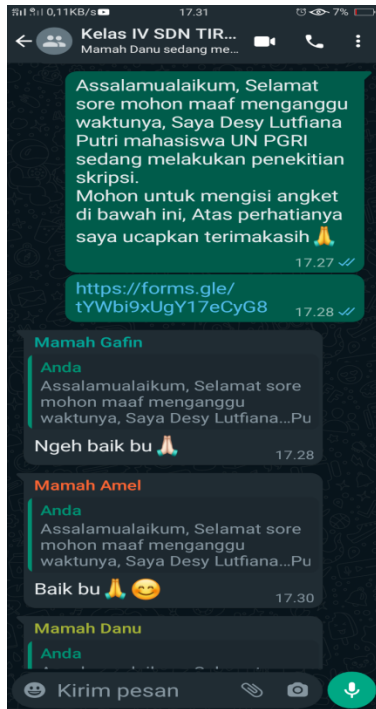 0,11KB/s 17.31 7%
Kelas IV SDN TIR...
Mamah Danu sedang me...
Assalamualaikum, Selamat
sore mohon maaf menganggu
waktunya, Saya Desy Lutfiana
Putri mahasiswa UN PGRI
sedang melakukan penekitian
skripsi.
Mohon untuk mengisi angket
di bawah ini, Atas perhatianya
saya ucapkan terimakasih 🙏
17.27
https://forms.gle/
tYWbi9xUgY17eCyG8 17.28
Mamah Gafin
Anda
Assalamualaikum, Selamat sore
mohon maaf menganggu
waktunya, Saya Desy Lutfiana...Pu
Ngeh baik bu 🙏🏻
17.28
Mamah Amel
Anda
Assalamualaikum, Selamat sore
mohon maaf menganggu
waktunya, Saya Desy Lutfiana...Pu
Baik bu 🙏 😊
17.30
Mamah Danu
Anda
Kirim pesan